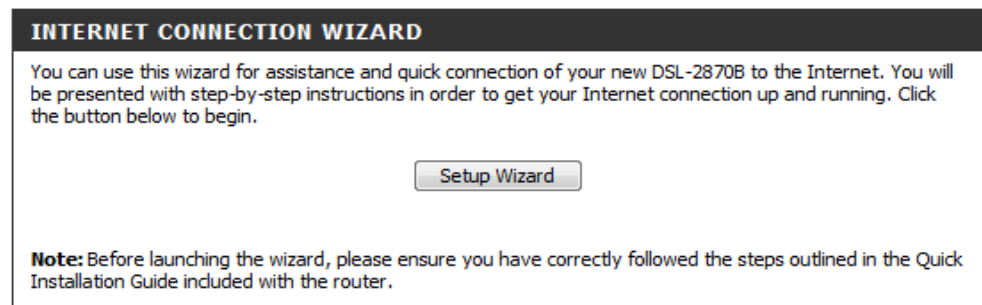 INTERNET CONNECTION WIZARD
You can use this wizard for assistance and quick connection of your new DSL-2870B to the Internet. You will
be presented with step-by-step instructions in order to get your Internet connection up and running. Click
the button below to begin.
Setup Wizard
Note: Before launching the wizard, please ensure you have correctly followed the steps outlined in the Quick
Installation Guide included with the router.